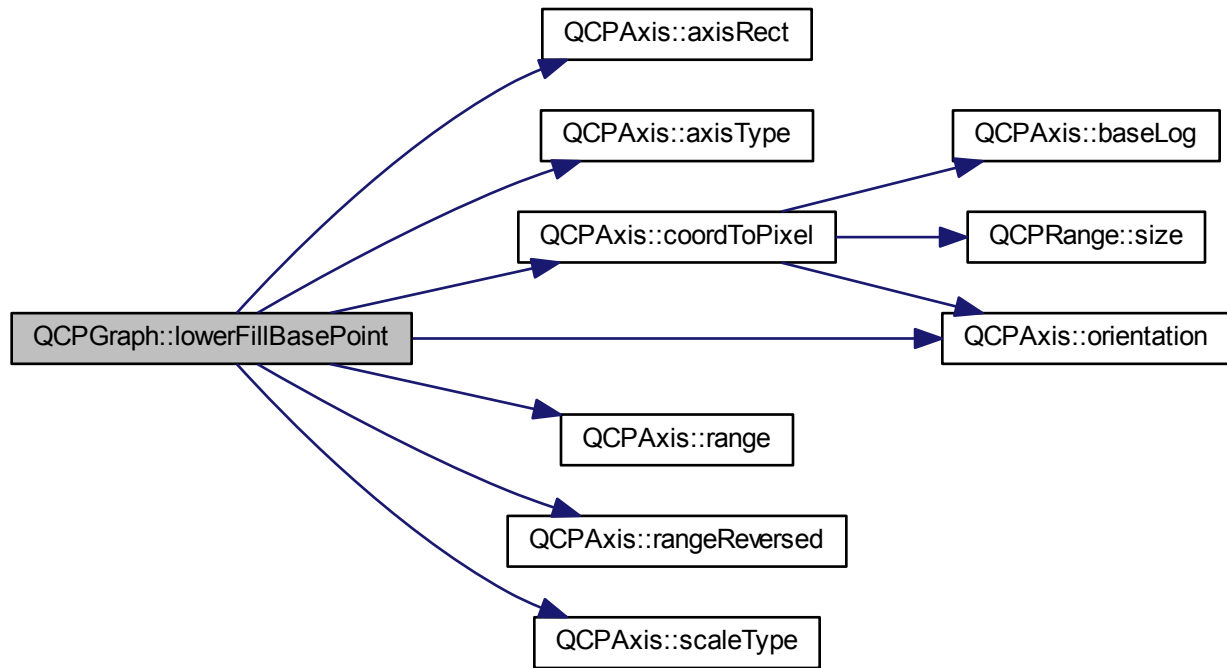 QCPAxis::axisRect
QCPAxis::axisType
QCPAxis::baseLog
QCPAxis::coordToPixel
QCPRange::size
QCPGraph::lowerFillBasePoint
QCPAxis::orientation
QCPAxis::range
QCPAxis::rangeReversed
QCPAxis::scaleType